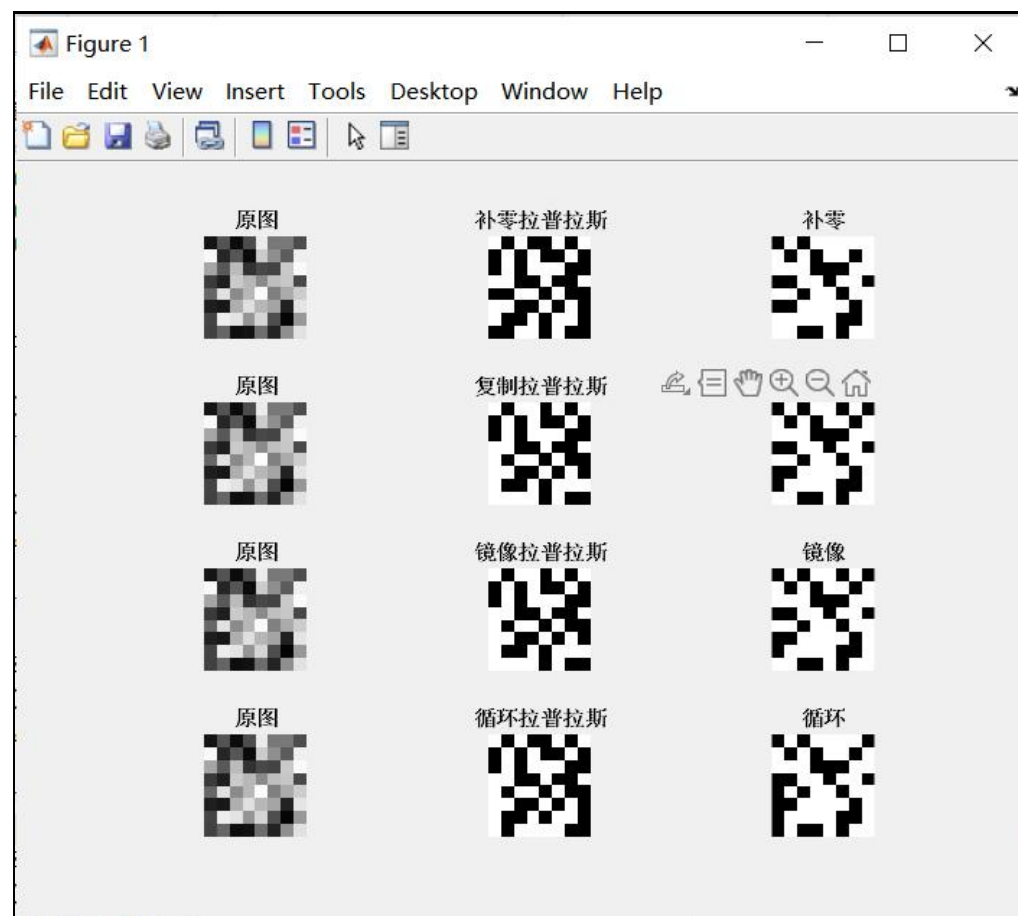 Figure 1
File Edit View Insert Tools Desktop Window Help
原图 补零拉普拉斯 补零
原图 复制拉普拉斯
原图 镜像拉普拉斯 镜像
原图 循环拉普拉斯 循环